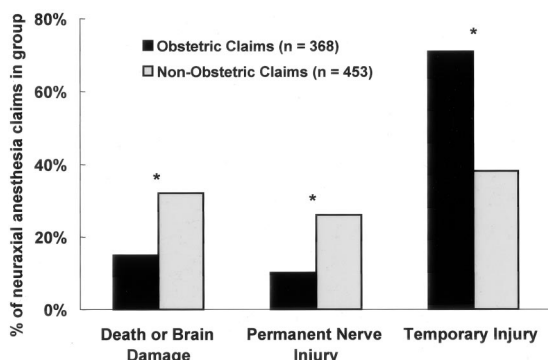 % of neuraxial anesthesia claims in group
80%
60%
40%
20%
0%
Obstetric Claims (n = 368)
Non-Obstetric Claims (n = 453)
*
*
*
Death or Brain
Damage
Permanent Nerve
Injury
Temporary Injury